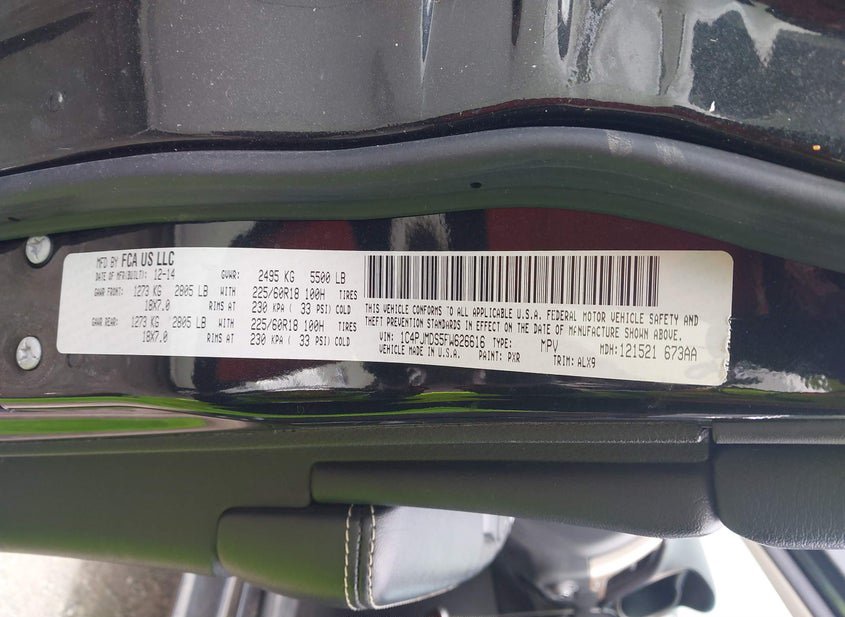 MFD BY FCA US LLC
DATE OF MFR(BUILT): 12-14 GVWR: 2495 KG 5500 LB
GAWR FRONT: 1273 KG 2805 LB WITH 225/60R18 100H TIRES
18X7.0 RIMS AT 230 KPA ( 33 PSI) COLD
GAWR REAR: 1273 KG 2805 LB WITH 225/60R18 100H TIRES
18X7.0 RIMS AT 230 KPA ( 33 PSI) COLD
THIS VEHICLE CONFORMS TO ALL APPLICABLE U.S.A. FEDERAL MOTOR VEHICLE SAFETY AND
THEFT PREVENTION STANDARDS IN EFFECT ON THE DATE OF MANUFACTURE SHOWN ABOVE.
VIN: 1C4PJMDS5FW626616 TYPE: MPV MDH: 121521 673AA
VEHICLE MADE IN U.S.A. PAINT: PXR TRIM: ALX9